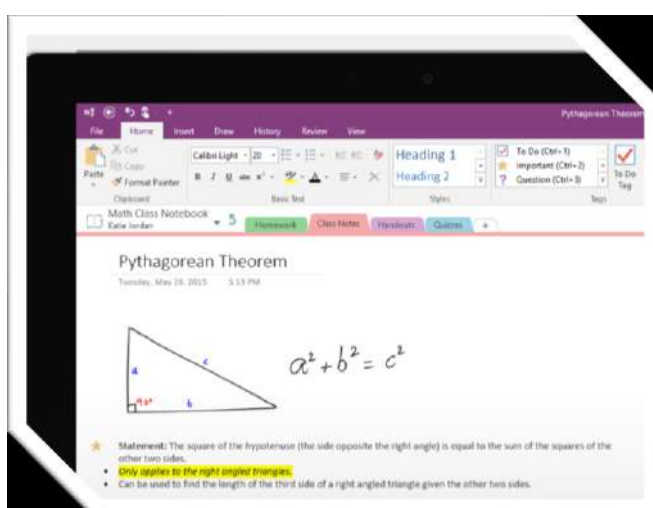 Pythagorean Theorem
File Home Insert Draw History Review View
Cut
Copy
Paste
Format Painter
Clipboard
Calibri Light 20
B I U abc x² A
Basic Text
Heading 1
Heading 2
Styles
To Do (Ctrl+1)
Important (Ctrl+2)
Question (Ctrl+3)
Tags
To Do
Tag
Math Class Notebook
Katie Jordan
5
Homework Class Notes Handouts Quizzes +
Pythagorean Theorem
Tuesday, May 26, 2015 5:13 PM
a
c
90°
b
a² + b² = c²
Statement: The square of the hypotenuse (the side opposite the right angle) is equal to the sum of the squares of the
other two sides.
• Only applies to the right angled triangles.
• Can be used to find the length of the third side of a right angled triangle given the other two sides.